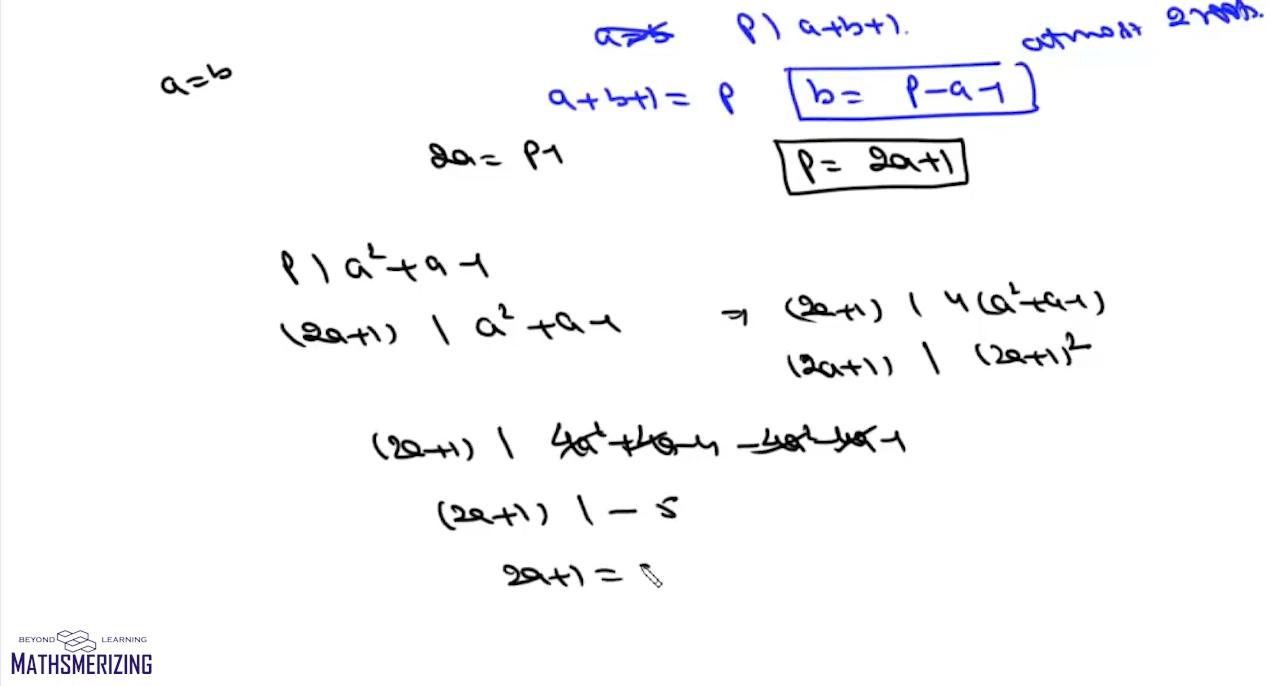 a=b p | a+b+1.
atmost 2 roots.
a=b
a+b+1 = p b = p-a-1
2a = p-1 p = 2a+1
p | a²+a-1
(2a+1) | a²+a-1 ⇒ (2a+1) | 4(a²+a-1)
(2a+1) | (2a+1)²
(2a+1) | 4a²+4a-4 -4a²-4a-1
(2a+1) | -5
2a+1 =
BEYOND LEARNING
MATHSMERIZING